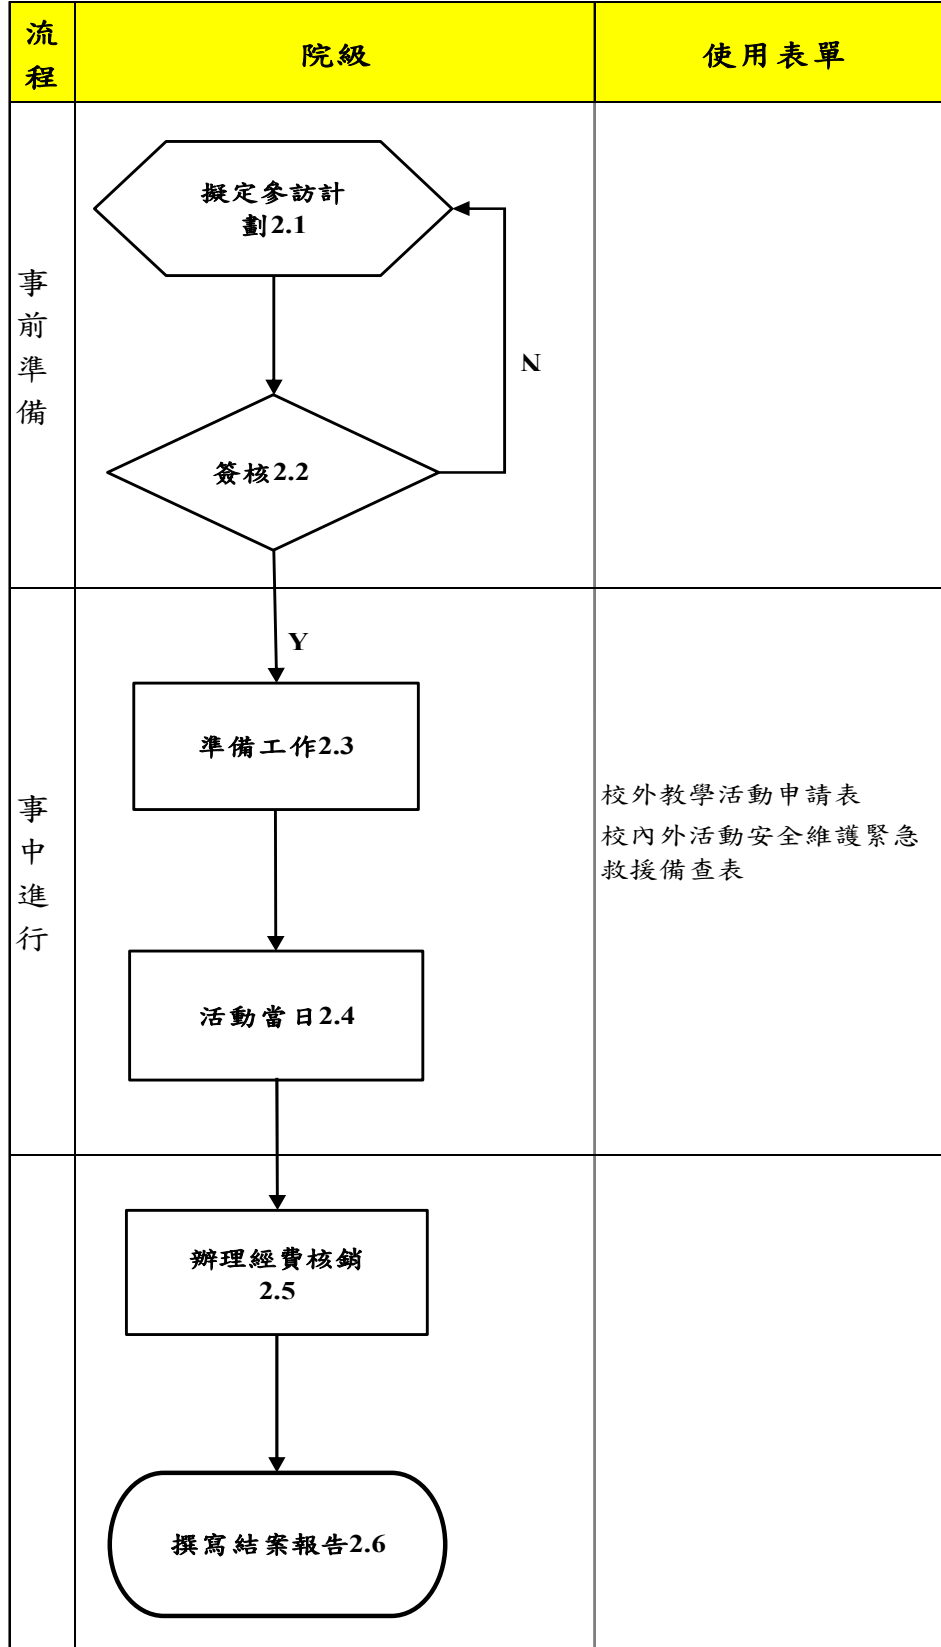 流
程
院級
使用表單
事
前
準
備
擬定參訪計
劃2.1
N
簽核2.2
Y
事
中
進
行
準備工作2.3
校外教學活動申請表
校內外活動安全維護緊急
救援備查表
活動當日2.4
辦理經費核銷
2.5
撰寫結案報告2.6